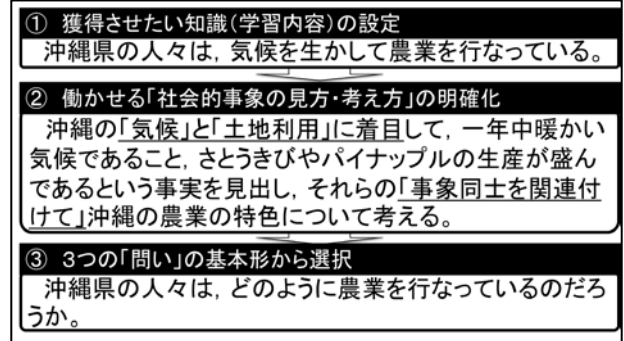 ① 獲得させたい知識(学習内容)の設定
沖縄県の人々は,気候を生かして農業を行なっている。
② 働かせる「社会的事象の見方・考え方」の明確化
沖縄の「気候」と「土地利用」に着目して,一年中暖かい
気候であること,さとうきびやパイナップルの生産が盛ん
であるという事実を見出し,それらの「事象同士を関連付
けて」沖縄の農業の特色について考える。
③ 3つの「問い」の基本形から選択
沖縄県の人々は,どのように農業を行なっているのだろ
うか。